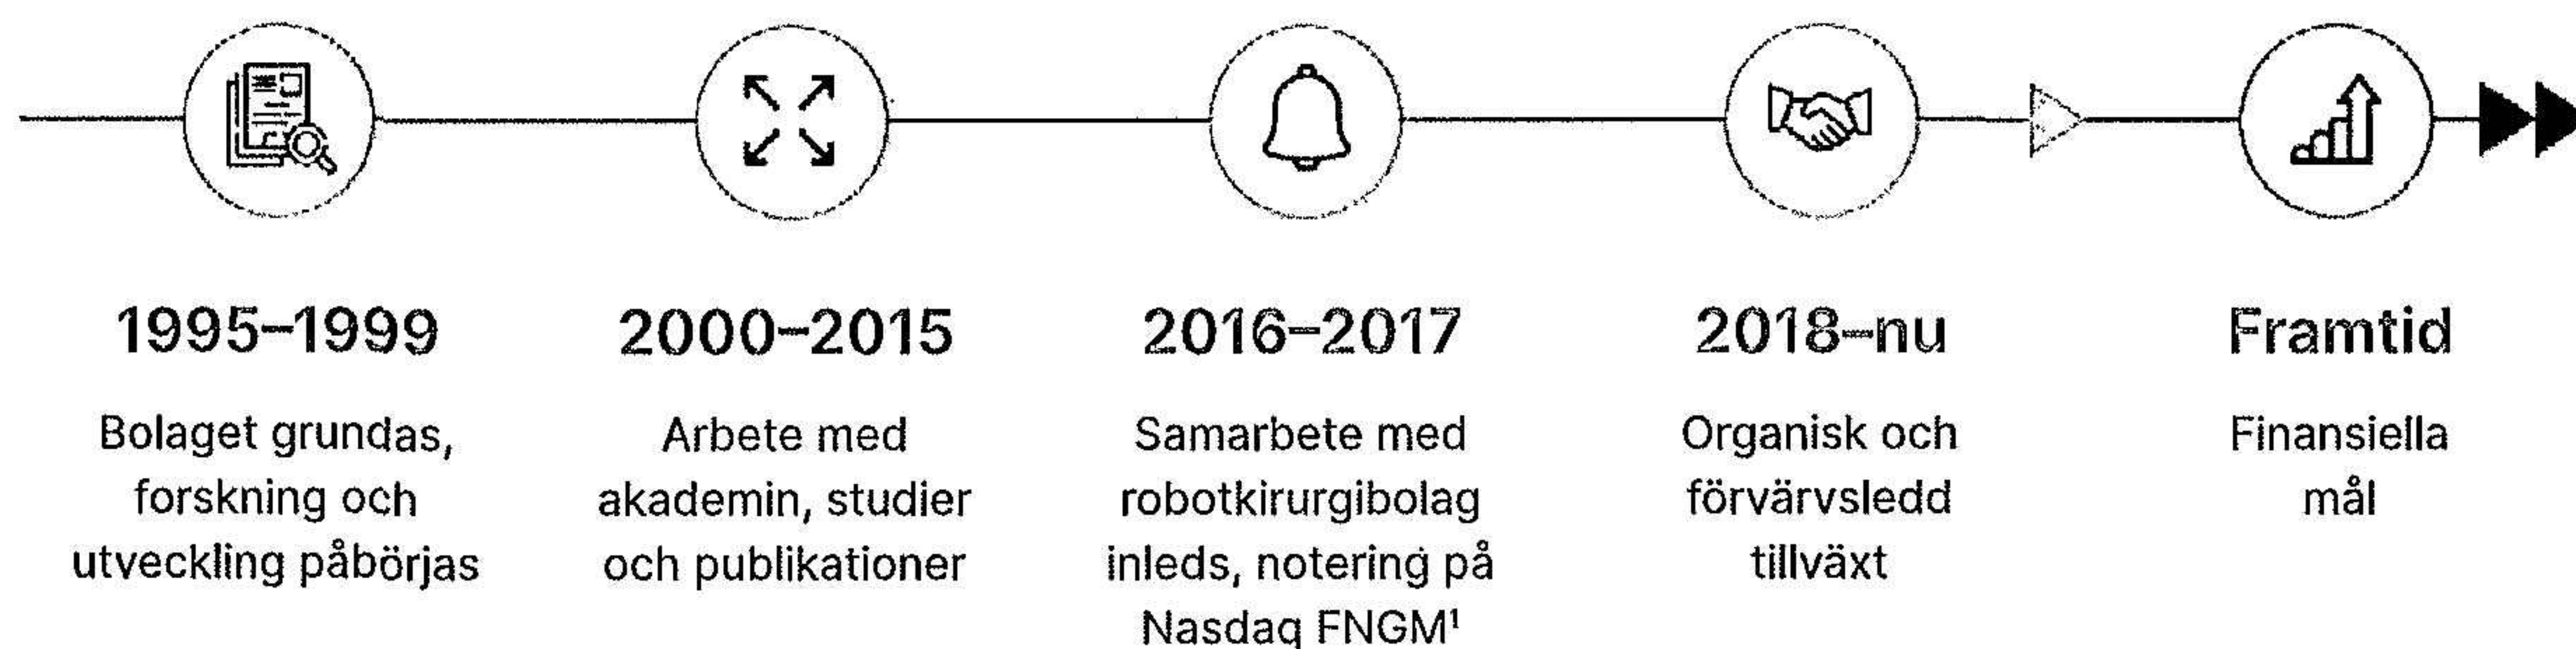 1995–1999
Bolaget grundas,
forskning och
utveckling påbörjas
2000–2015
Arbete med
akademin, studier
och publikationer
2016–2017
Samarbete med
robotkirurgibolag
inleds, notering på
Nasdaq FNGM¹
2018–nu
Organisk och
förvärvsledd
tillväxt
Framtid
Finansiella
mål